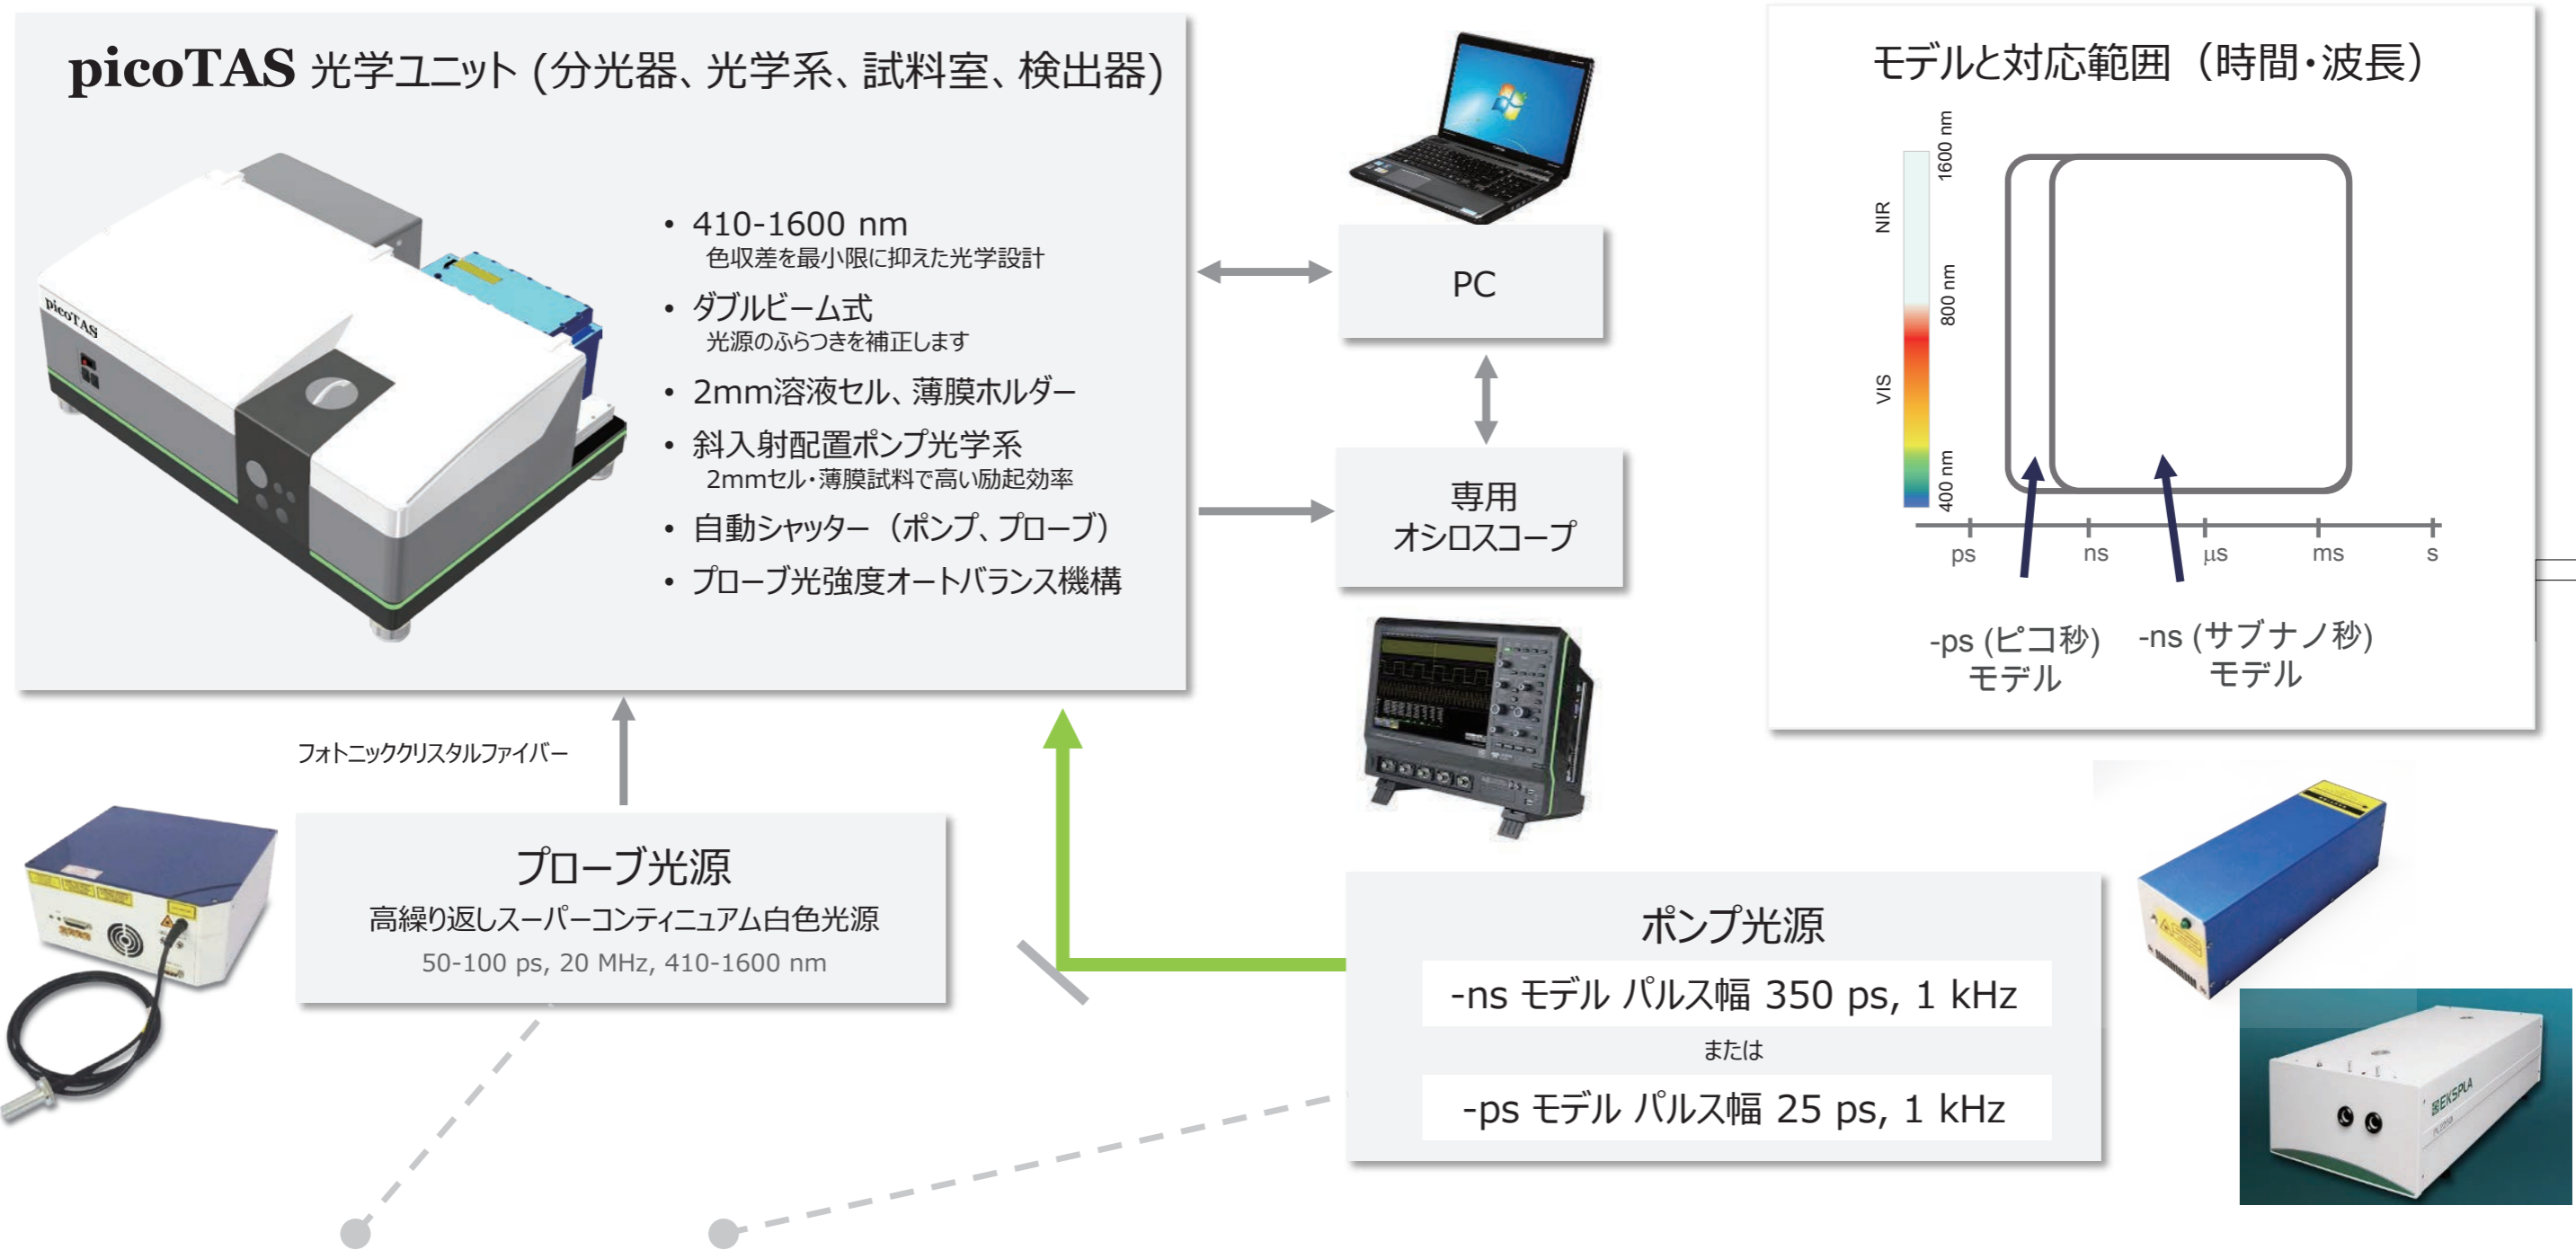 picoTAS 光学ユニット (分光器、光学系、試料室、検出器)
picoTAS
• 410-1600 nm
色収差を最小限に抑えた光学設計
• ダブルビーム式
光源のふらつきを補正します
• 2mm溶液セル、薄膜ホルダー
• 斜入射配置ポンプ光学系
2mmセル・薄膜試料で高い励起効率
• 自動シャッター（ポンプ、プローブ）
• プローブ光強度オートバランス機構
PC
専用
オシロスコープ
モデルと対応範囲（時間・波長）
1600 nm
NIR
800 nm
VIS
400 nm
ps
ns
μs
ms
s
-ps (ピコ秒)
モデル
-ns (サブナノ秒)
モデル
フォトニッククリスタルファイバー
プローブ光源
高繰り返しスーパーコンティニュアム白色光源
50-100 ps, 20 MHz, 410-1600 nm
ポンプ光源
-ns モデル パルス幅 350 ps, 1 kHz
または
-ps モデル パルス幅 25 ps, 1 kHz
EKSPLA